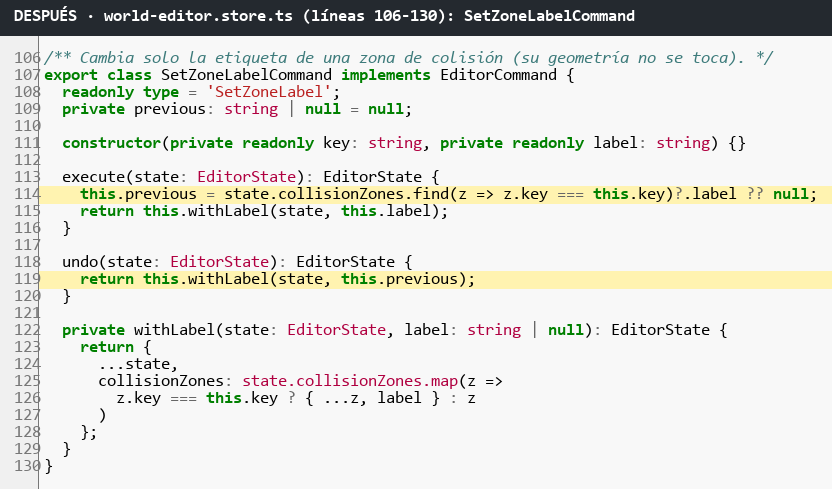 DESPUÉS · world-editor.store.ts (líneas 106-130): SetZoneLabelCommand
106 /** Cambia solo la etiqueta de una zona de colisión (su geometría no se toca). */
107 export class SetZoneLabelCommand implements EditorCommand {
108   readonly type = 'SetZoneLabel';
109   private previous: string | null = null;
110
111   constructor(private readonly key: string, private readonly label: string) {}
112
113   execute(state: EditorState): EditorState {
114     this.previous = state.collisionZones.find(z => z.key === this.key)?.label ?? null;
115     return this.withLabel(state, this.label);
116   }
117
118   undo(state: EditorState): EditorState {
119     return this.withLabel(state, this.previous);
120   }
121
122   private withLabel(state: EditorState, label: string | null): EditorState {
123     return {
124       ...state,
125       collisionZones: state.collisionZones.map(z =>
126         z.key === this.key ? { ...z, label } : z
127       )
128     };
129   }
130 }